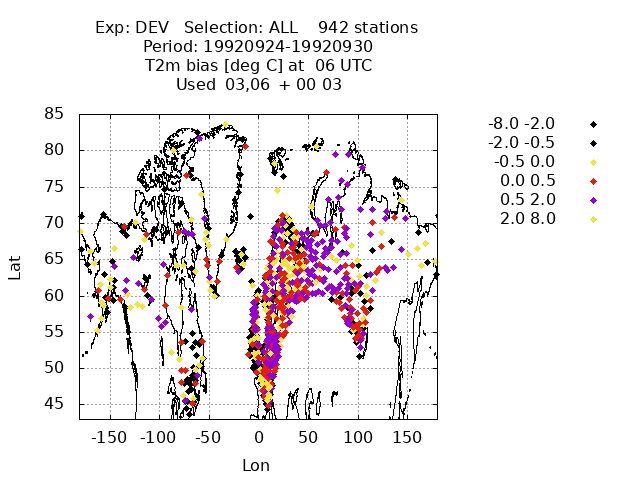 Exp: DEV   Selection: ALL    942 stations
Period: 19920924-19920930
T2m bias [deg C] at  06 UTC
Used  03,06  + 00 03
85
80
75
70
65
60
55
50
45
Lat
-150 -100 -50 0 50 100 150
Lon
-8.0 -2.0
-2.0 -0.5
-0.5 0.0
0.0 0.5
0.5 2.0
2.0 8.0